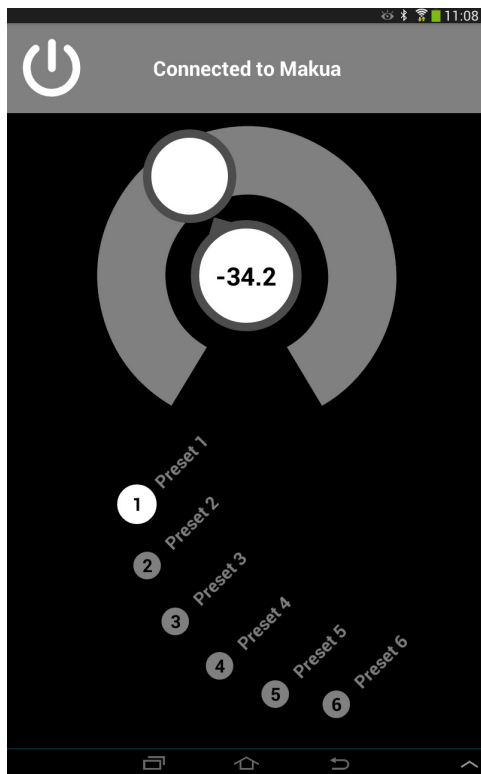 11:08
Connected to Makua
-34.2
1 Preset 1
2 Preset 2
3 Preset 3
4 Preset 4
5 Preset 5
6 Preset 6